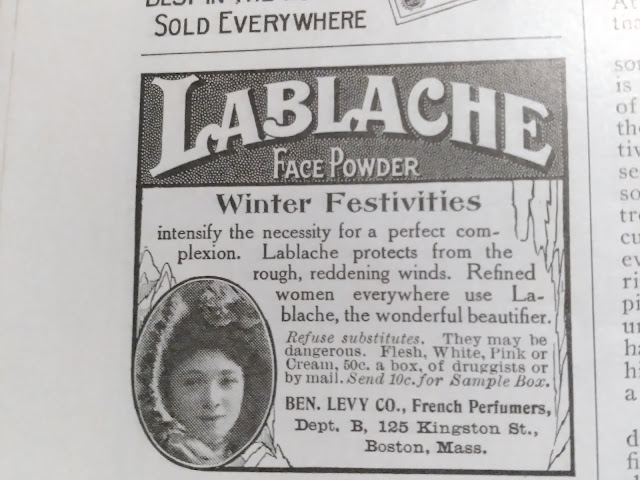 BEST IN THE
SOLD EVERYWHERE
LABLACHE
FACE POWDER
Winter Festivities
intensify the necessity for a perfect com-
plexion. Lablache protects from the
rough, reddening winds. Refined
women everywhere use La-
blache, the wonderful beautifier.
Refuse substitutes. They may be
dangerous. Flesh, White, Pink or
Cream, 50c. a box, of druggists or
by mail. Send 10c. for Sample Box.
BEN. LEVY CO., French Perfumers,
Dept. B, 125 Kingston St.,
Boston, Mass.